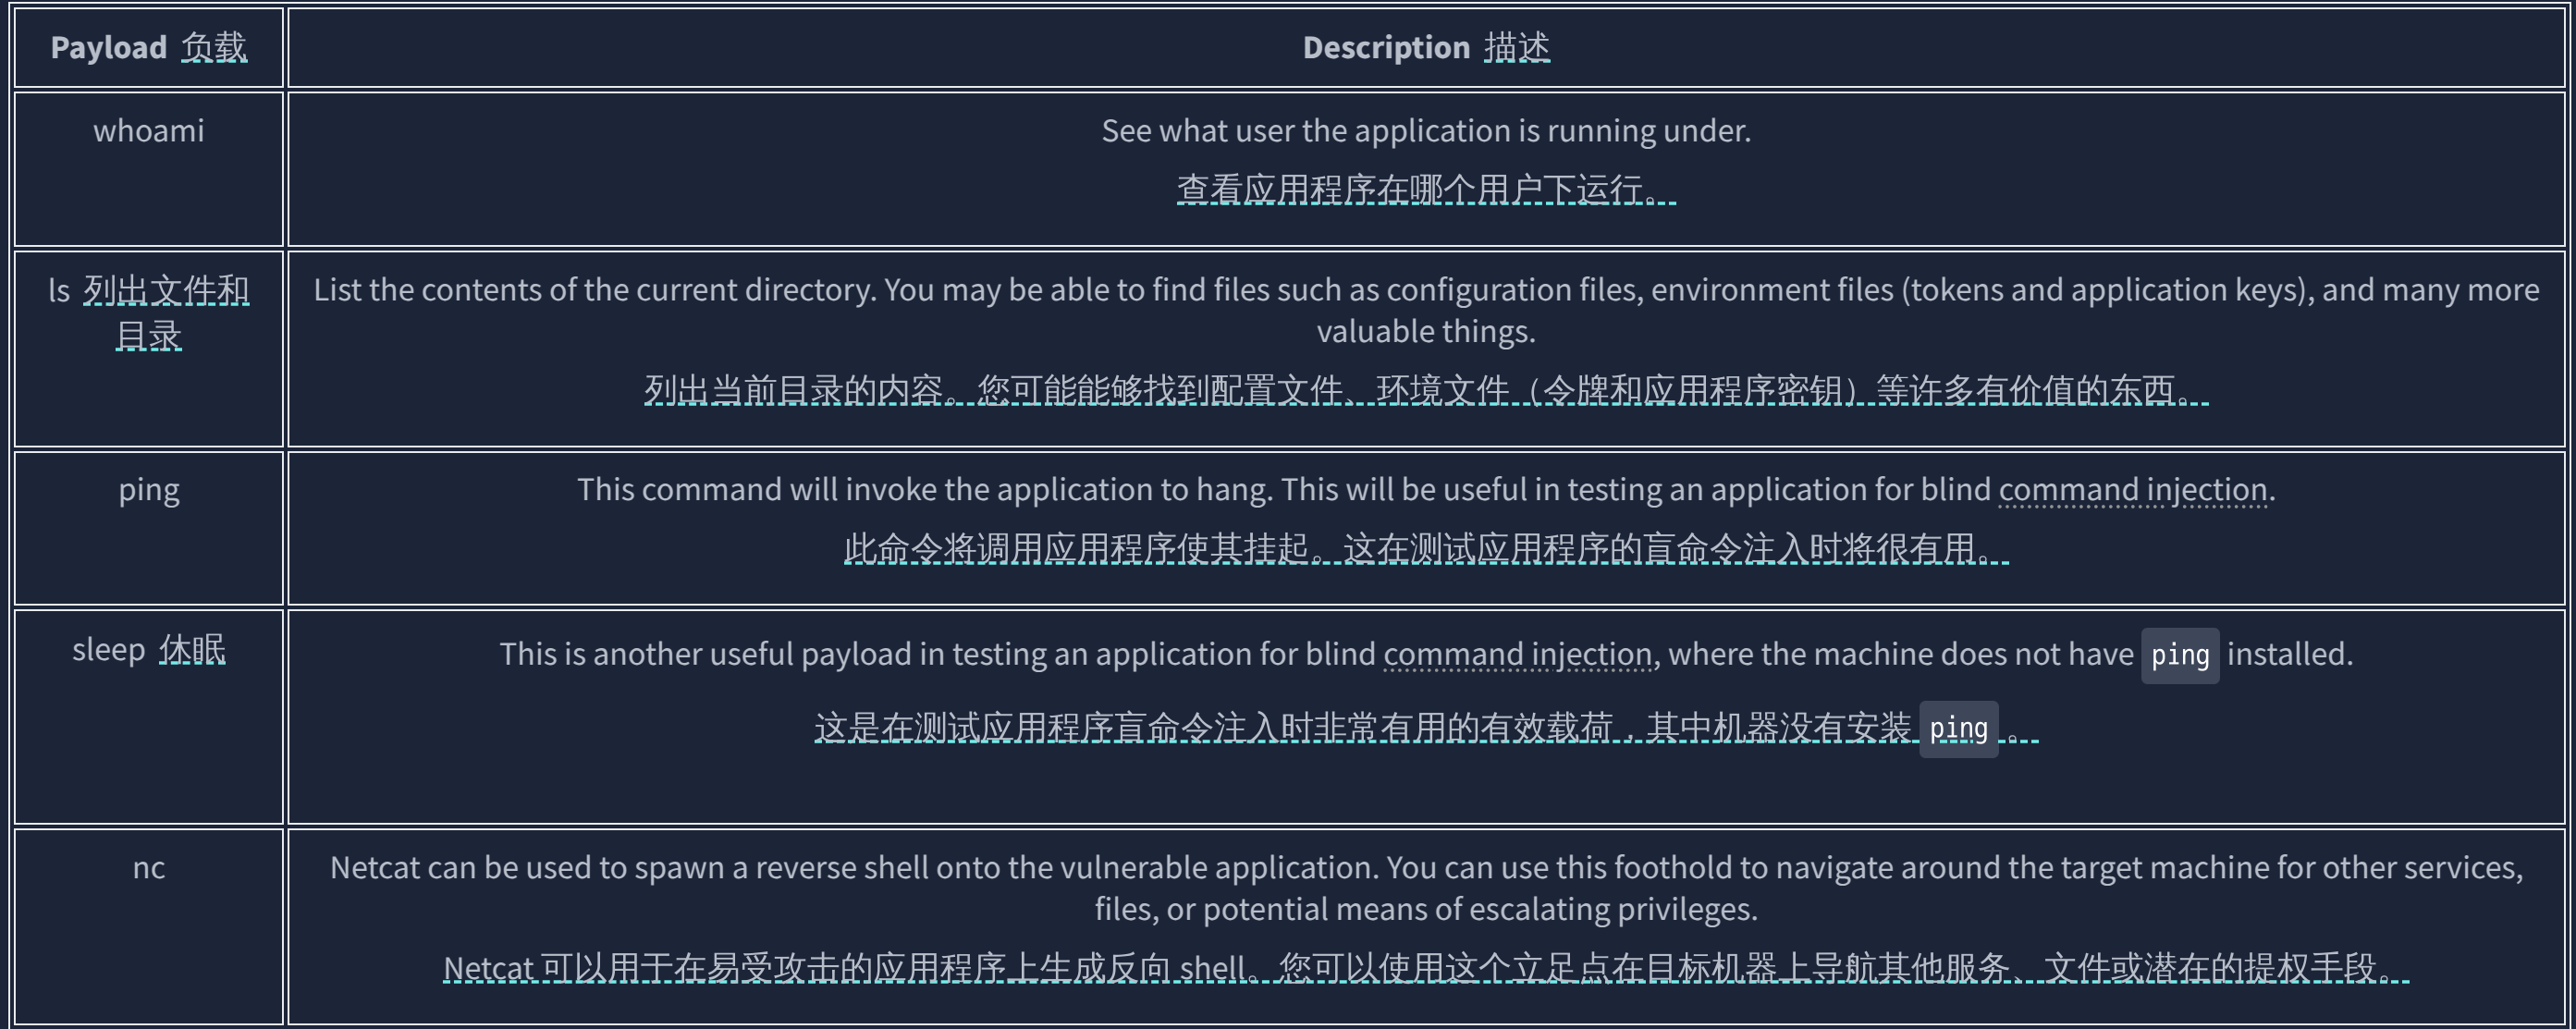 Payload 负载
Description 描述
whoami
See what user the application is running under.
查看应用程序在哪个用户下运行。
ls 列出文件和
目录
List the contents of the current directory. You may be able to find files such as configuration files, environment files (tokens and application keys), and many more
valuable things.
列出当前目录的内容。您可能能够找到配置文件、环境文件（令牌和应用程序密钥）等许多有价值的东西。
ping
This command will invoke the application to hang. This will be useful in testing an application for blind command injection.
此命令将调用应用程序使其挂起。这在测试应用程序的盲命令注入时将很有用。
sleep 休眠
This is another useful payload in testing an application for blind command injection, where the machine does not have ping installed.
这是在测试应用程序盲命令注入时非常有用的有效载荷，其中机器没有安装 ping 。
nc
Netcat can be used to spawn a reverse shell onto the vulnerable application. You can use this foothold to navigate around the target machine for other services,
files, or potential means of escalating privileges.
Netcat 可以用于在易受攻击的应用程序上生成反向 shell。您可以使用这个立足点在目标机器上导航其他服务、文件或潜在的提权手段。